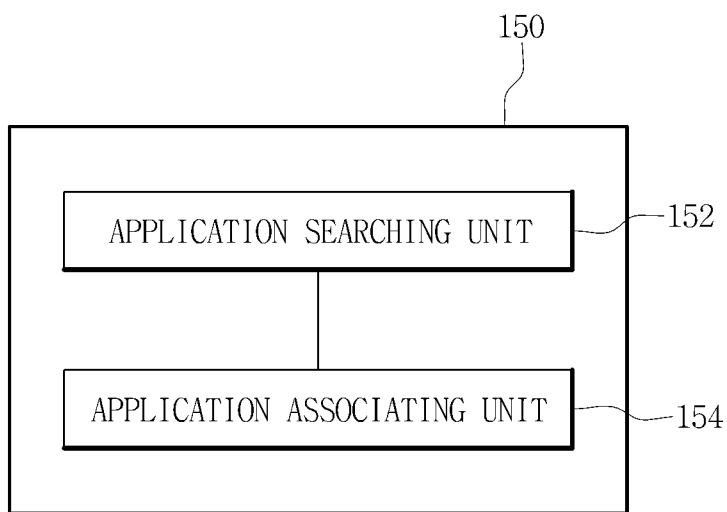 150
APPLICATION SEARCHING UNIT
152
APPLICATION ASSOCIATING UNIT
154